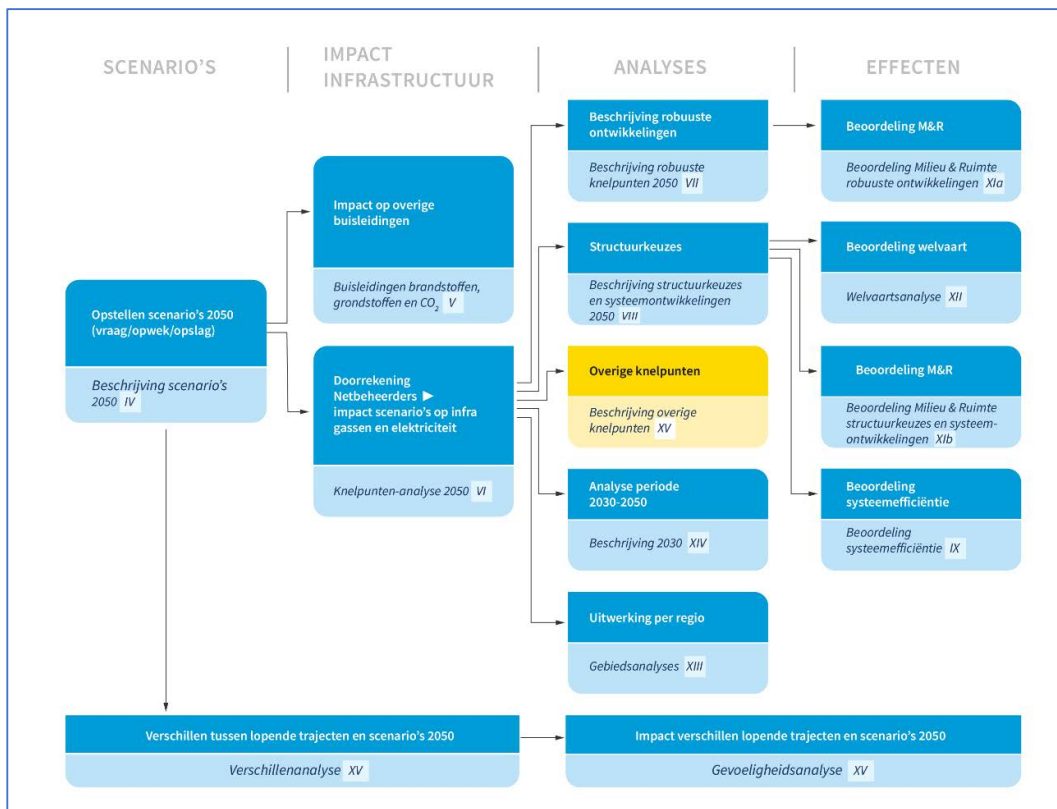 SCENARIO'S
IMPACT
INFRASTRUCTUUR
ANALYSES
EFFECTEN
Opstellen scenario's 2050
(vraag/opwek/opslag)
Beschrijving scenario's
2050 IV
Impact op overige
buisleidingen
Buisleidingen brandstoffen,
grondstoffen en CO₂ V
Doorrekening
Netbeheerders ▶
impact scenario's op infra
gassen en elektriciteit
Knelpunten-analyse 2050 VI
Beschrijving robuuste
ontwikkelingen
Beschrijving robuuste
knelpunten 2050 VII
Structuurkeuzes
Beschrijving structuurkeuzes
en systeemontwikkelingen
2050 VIII
Overige knelpunten
Beschrijving overige
knelpunten XV
Analyse periode
2030-2050
Beschrijving 2030 XIV
Uitwerking per regio
Gebiedsanalyses XIII
Beoordeling M&R
Beoordeling Milieu & Ruimte
robuuste ontwikkelingen XIa
Beoordeling welvaart
Welvaartsanalyse XII
Beoordeling M&R
Beoordeling Milieu & Ruimte
structuurkeuzes en systeem-
ontwikkelingen XIb
Beoordeling
systeemefficiëntie
Beoordeling
systeemefficiëntie IX
Verschillen tussen lopende trajecten en scenario's 2050
Verschillenanalyse XV
Impact verschillen lopende trajecten en scenario's 2050
Gevoeligheidsanalyse XV